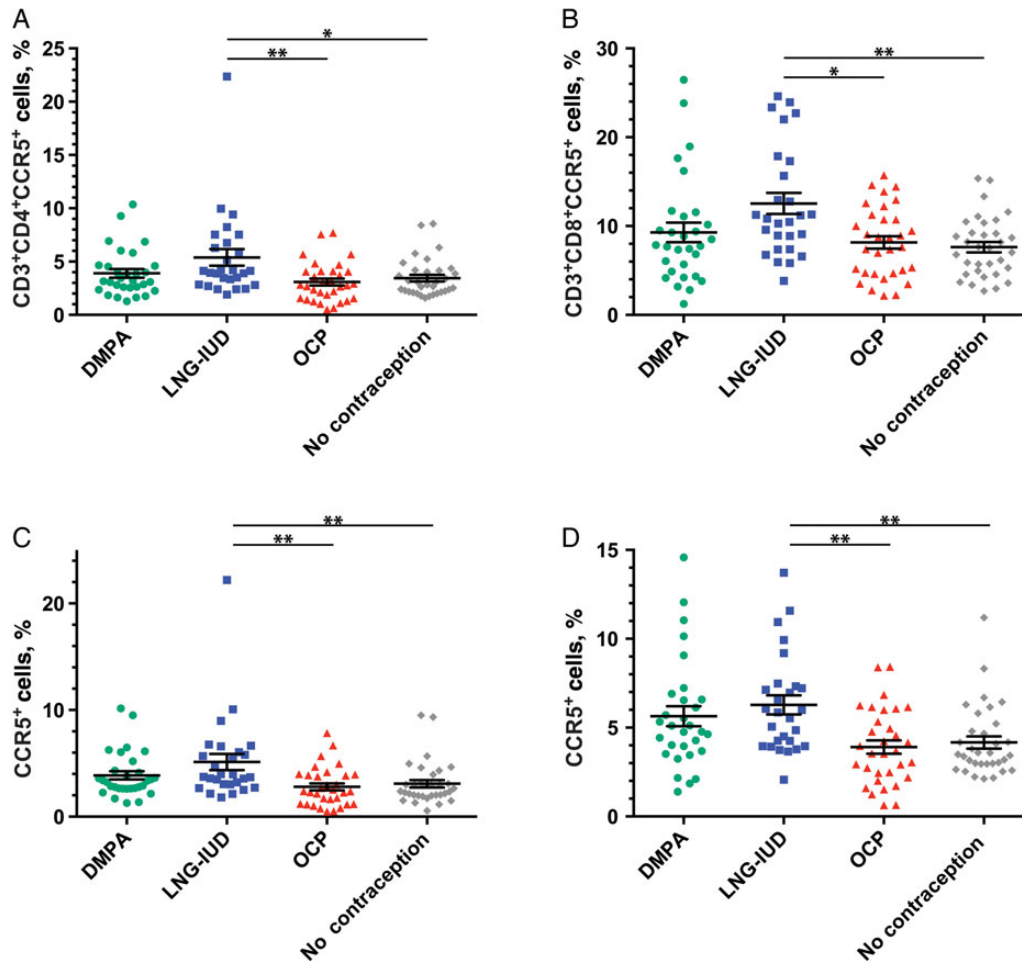 A
CD3+CD4+CCR5+ cells, %
25
20
15
10
5
0
*
**
DMPA
LNG-IUD
OCP
No contraception
B
CD3+CD8+CCR5+ cells, %
30
20
10
0
**
*
DMPA
LNG-IUD
OCP
No contraception
C
CCR5+ cells, %
20
10
0
**
**
DMPA
LNG-IUD
OCP
No contraception
D
CCR5+ cells, %
15
10
5
0
**
**
DMPA
LNG-IUD
OCP
No contraception